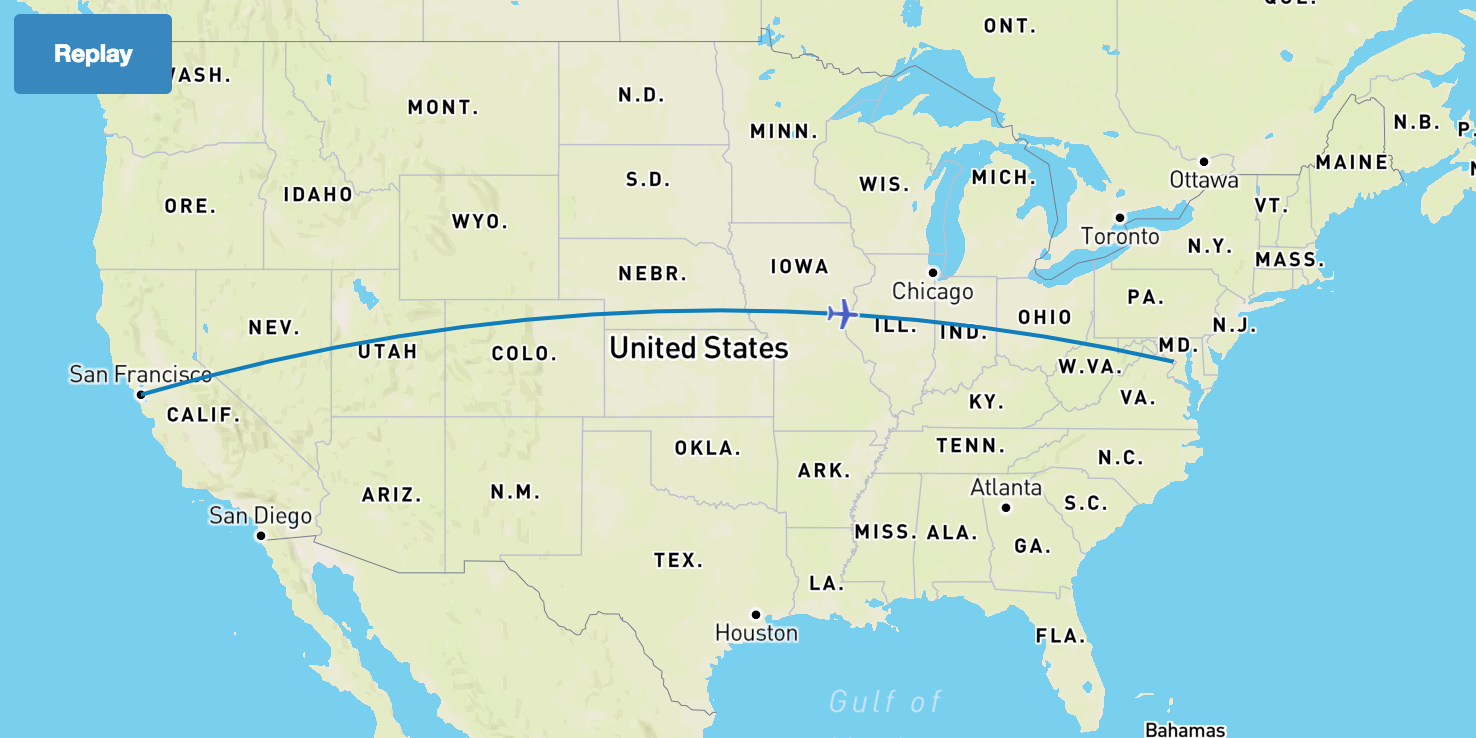 QUE.
ONT.
Replay
WASH.
N.D.
MONT.
MINN.
N.B.
P.
MAINE
Ottawa
MICH.
WIS.
S.D.
IDAHO
ORE.
WYO.
VT.
Toronto
N.Y.
MASS.
IOWA
NEBR.
Chicago
PA.
OHIO
N.J.
ILL.
IND.
NEV.
MD.
UTAH
COLO.
United States
W.VA.
San Francisco
VA.
KY.
CALIF.
TENN.
OKLA.
N.C.
ARK.
Atlanta
ARIZ.
N.M.
S.C.
San Diego
MISS.
ALA.
GA.
TEX.
LA.
Houston
FLA.
Gulf of
Bahamas